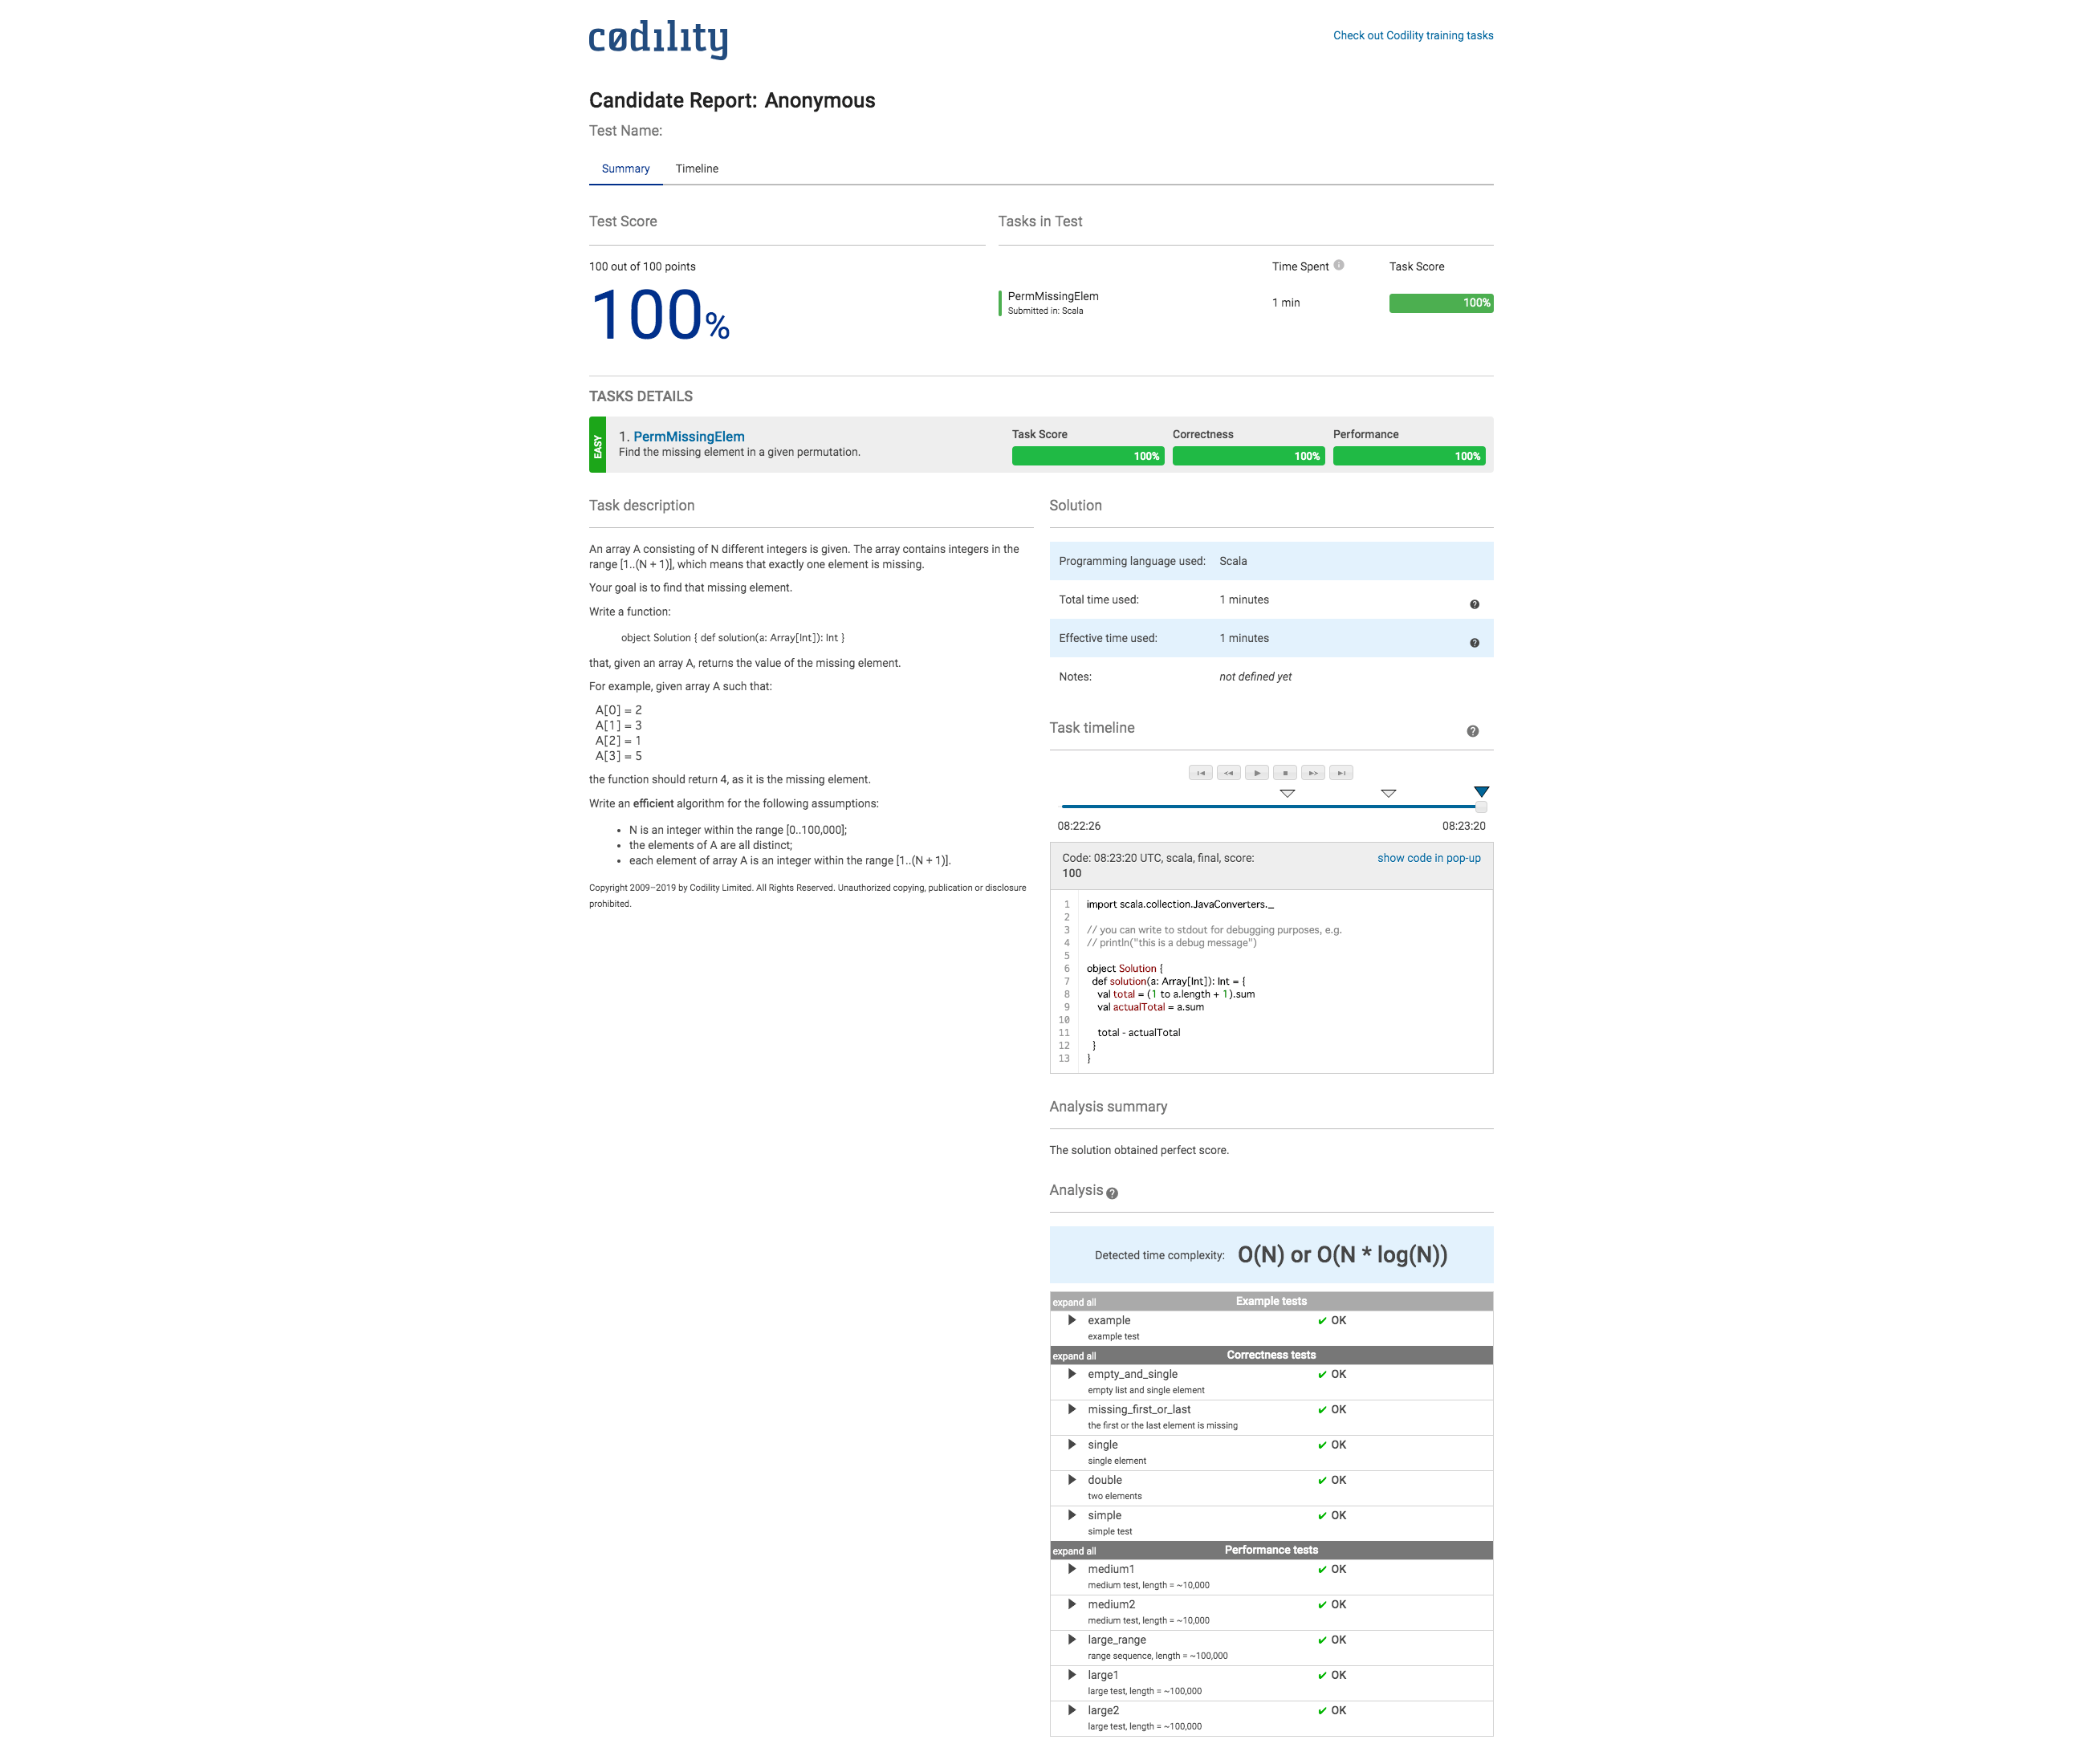 cødility
Check out Codility training tasks
Candidate Report: Anonymous
Test Name:
Summary Timeline
Test Score
100 out of 100 points
100%
Tasks in Test
Time Spent Task Score
PermMissingElem
Submitted in: Scala
1 min
100%
TASKS DETAILS
EASY
1. PermMissingElem
Find the missing element in a given permutation.
Task Score Correctness Performance
100% 100% 100%
Task description
An array A consisting of N different integers is given. The array contains integers in the
range [1..(N + 1)], which means that exactly one element is missing.
Your goal is to find that missing element.
Write a function:
object Solution { def solution(a: Array[Int]): Int }
that, given an array A, returns the value of the missing element.
For example, given array A such that:
A[0] = 2
A[1] = 3
A[2] = 1
A[3] = 5
the function should return 4, as it is the missing element.
Write an efficient algorithm for the following assumptions:
• N is an integer within the range [0..100,000];
• the elements of A are all distinct;
• each element of array A is an integer within the range [1..(N + 1)].
Copyright 2009–2019 by Codility Limited. All Rights Reserved. Unauthorized copying, publication or disclosure
prohibited.
Solution
Programming language used: Scala
Total time used: 1 minutes
Effective time used: 1 minutes
Notes: not defined yet
Task timeline
08:22:26 08:23:20
Code: 08:23:20 UTC, scala, final, score:
100
show code in pop-up
1 import scala.collection.JavaConverters._
2
3 // you can write to stdout for debugging purposes, e.g.
4 // println("this is a debug message")
5
6 object Solution {
7 def solution(a: Array[Int]): Int = {
8 val total = (1 to a.length + 1).sum
9 val actualTotal = a.sum
10
11 total - actualTotal
12 }
13 }
Analysis summary
The solution obtained perfect score.
Analysis
Detected time complexity: O(N) or O(N * log(N))
expand all Example tests
example ✔ OK
example test
expand all Correctness tests
empty_and_single ✔ OK
empty list and single element
missing_first_or_last ✔ OK
the first or the last element is missing
single ✔ OK
single element
double ✔ OK
two elements
simple ✔ OK
simple test
expand all Performance tests
medium1 ✔ OK
medium test, length = ~10,000
medium2 ✔ OK
medium test, length = ~10,000
large_range ✔ OK
range sequence, length = ~100,000
large1 ✔ OK
large test, length = ~100,000
large2 ✔ OK
large test, length = ~100,000